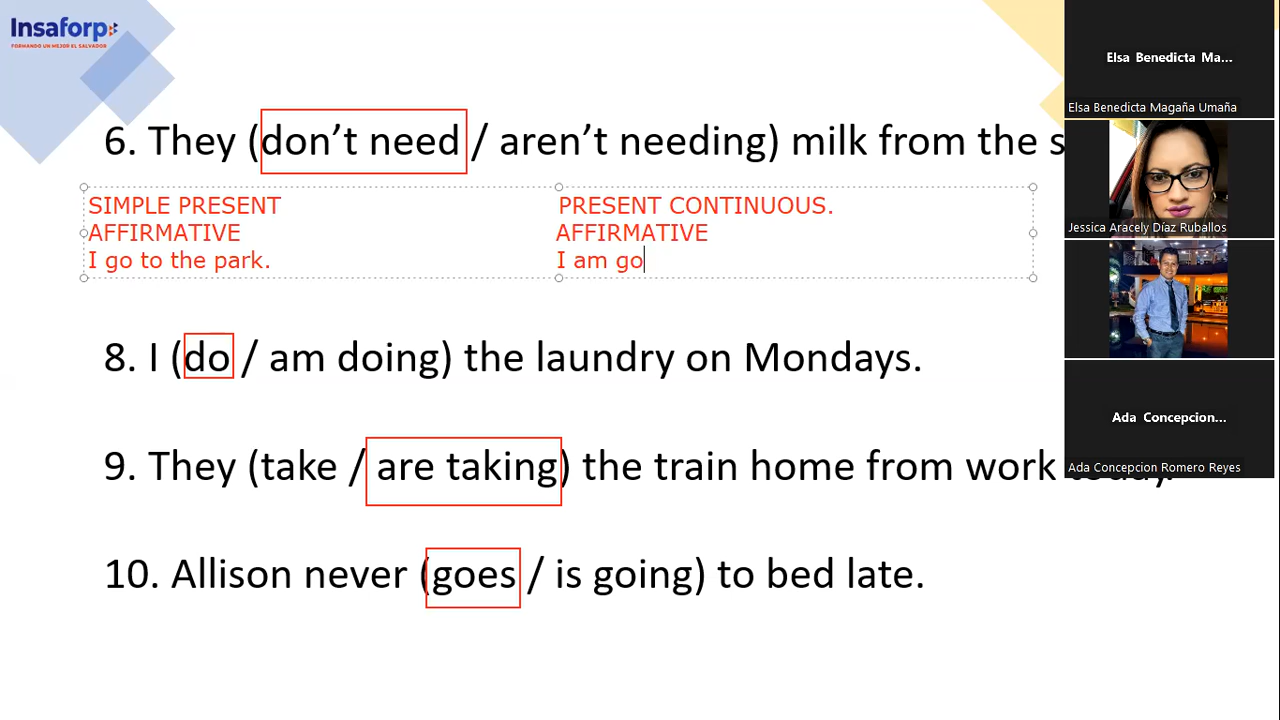 Insaforp
FORMANDO UN MEJOR EL SALVADOR
6. They (don't need / aren't needing) milk from the s
SIMPLE PRESENT PRESENT CONTINUOUS.
AFFIRMATIVE AFFIRMATIVE
I go to the park. I am go
8. I (do / am doing) the laundry on Mondays.
9. They (take / are taking) the train home from work today.
10. Allison never (goes / is going) to bed late.
Elsa Benedicta Ma...
Elsa Benedicta Magaña Umaña
Jessica Aracely Díaz Ruballos
Ada Concepcion...
Ada Concepcion Romero Reyes